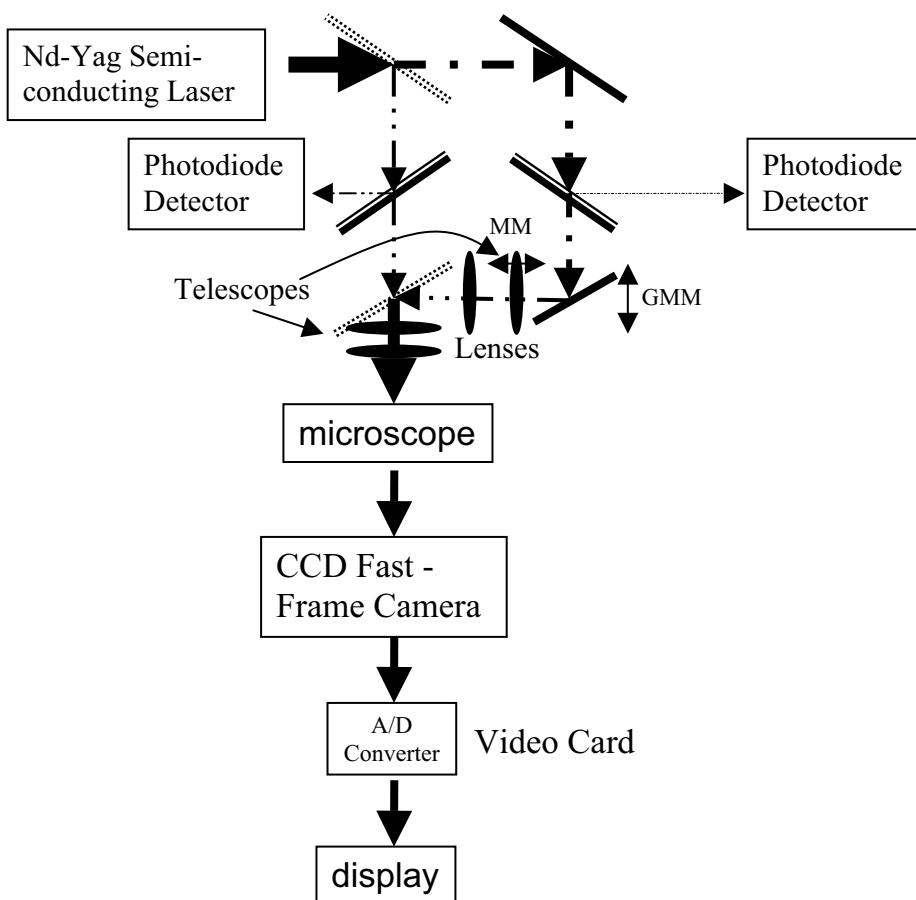 Nd-Yag Semi-
conducting Laser
Photodiode
Detector
Photodiode
Detector
MM
Telescopes
GMM
Lenses
microscope
CCD Fast -
Frame Camera
A/D
Converter
Video Card
display